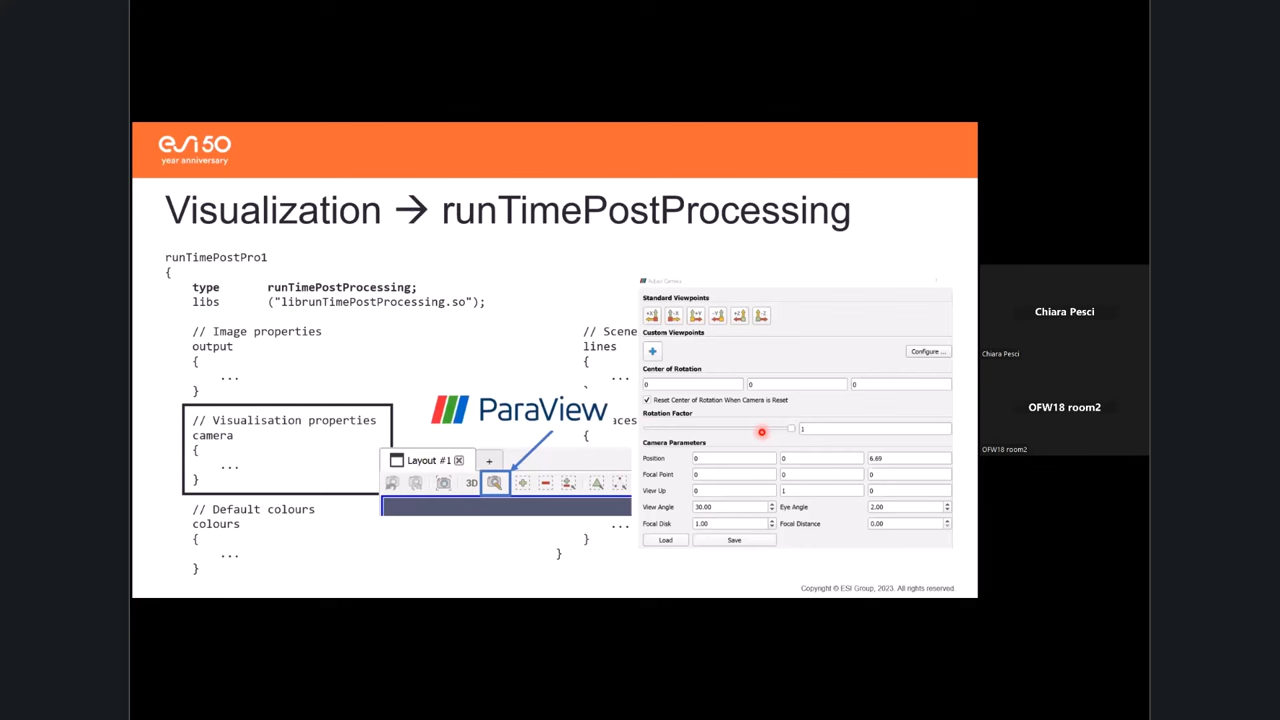 esi 50
year anniversary
Visualization → runTimePostProcessing
runTimePostPro1
{
type runTimePostProcessing;
libs ("librunTimePostProcessing.so");
// Image properties
output
{
...
}
// Visualisation properties
camera
{
...
}
// Default colours
colours
{
...
}
// Scene
lines
{
...
{
...
}
}
ParaView
Layout #1
+
3D
Standard Viewpoints
+X -X +Y -Y +Z -Z
Custom Viewpoints
Configure ...
Center of Rotation
0 0 0
Reset Center of Rotation When Camera is Reset
Rotation Factor
1
Camera Parameters
Position 0 0 6.69
Focal Point 0 0 0
View Up 0 1 0
View Angle 30.00 Eye Angle 2.00
Focal Disk 1.00 Focal Distance 0.00
Load Save
Copyright © ESI Group, 2023. All rights reserved.
Chiara Pesci
Chiara Pesci
OFW18 room2
OFW18 room2